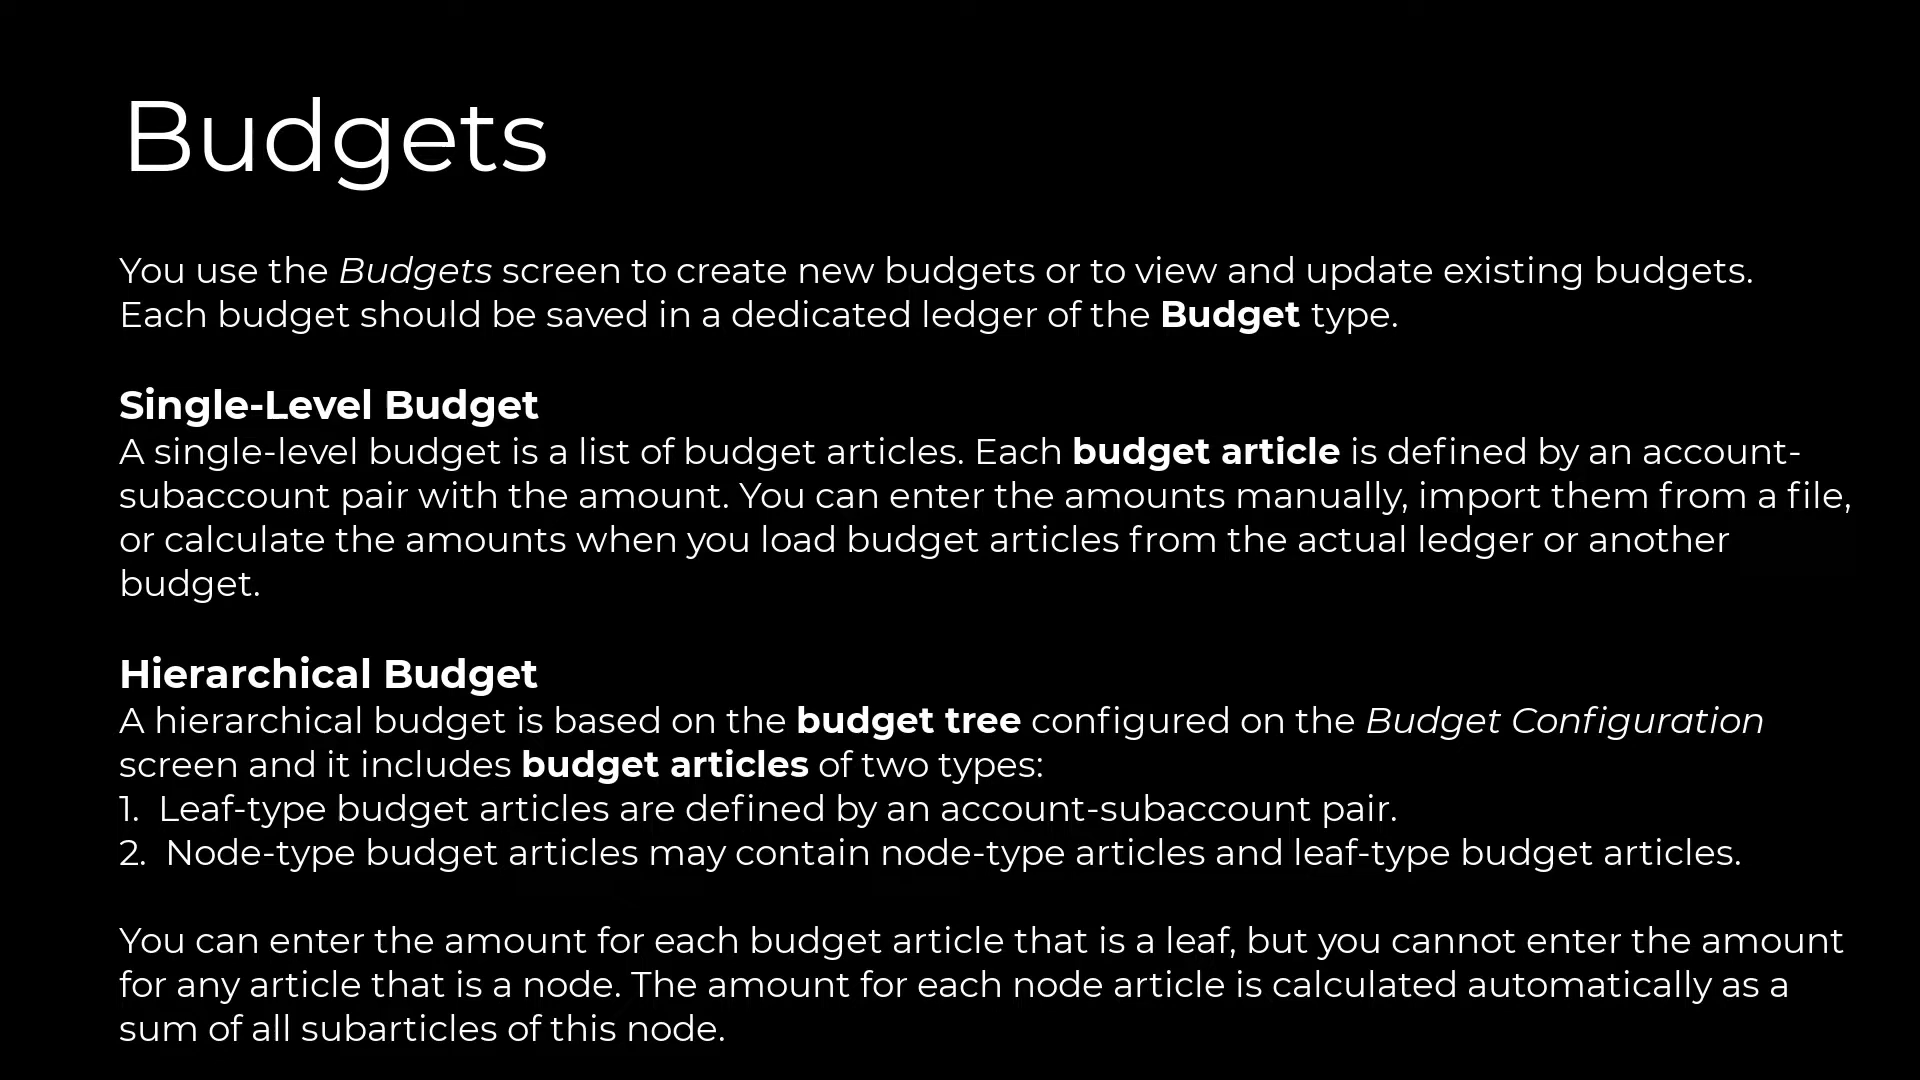 Budgets
You use the Budgets screen to create new budgets or to view and update existing budgets.
Each budget should be saved in a dedicated ledger of the Budget type.
Single-Level Budget
A single-level budget is a list of budget articles. Each budget article is defined by an account-
subaccount pair with the amount. You can enter the amounts manually, import them from a file,
or calculate the amounts when you load budget articles from the actual ledger or another
budget.
Hierarchical Budget
A hierarchical budget is based on the budget tree configured on the Budget Configuration
screen and it includes budget articles of two types:
1. Leaf-type budget articles are defined by an account-subaccount pair.
2. Node-type budget articles may contain node-type articles and leaf-type budget articles.
You can enter the amount for each budget article that is a leaf, but you cannot enter the amount
for any article that is a node. The amount for each node article is calculated automatically as a
sum of all subarticles of this node.